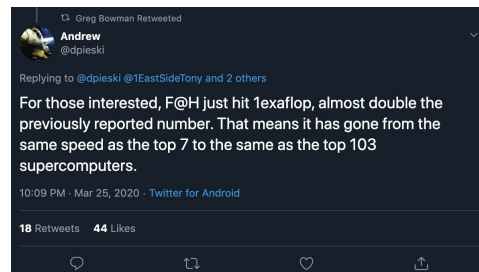 Greg Bowman Retweeted
Andrew
@dpieski
Replying to @dpieski @1EastSideTony and 2 others
For those interested, F@H just hit 1exaflop, almost double the
previously reported number. That means it has gone from the
same speed as the top 7 to the same as the top 103
supercomputers.
10:09 PM · Mar 25, 2020 · Twitter for Android
18 Retweets 44 Likes